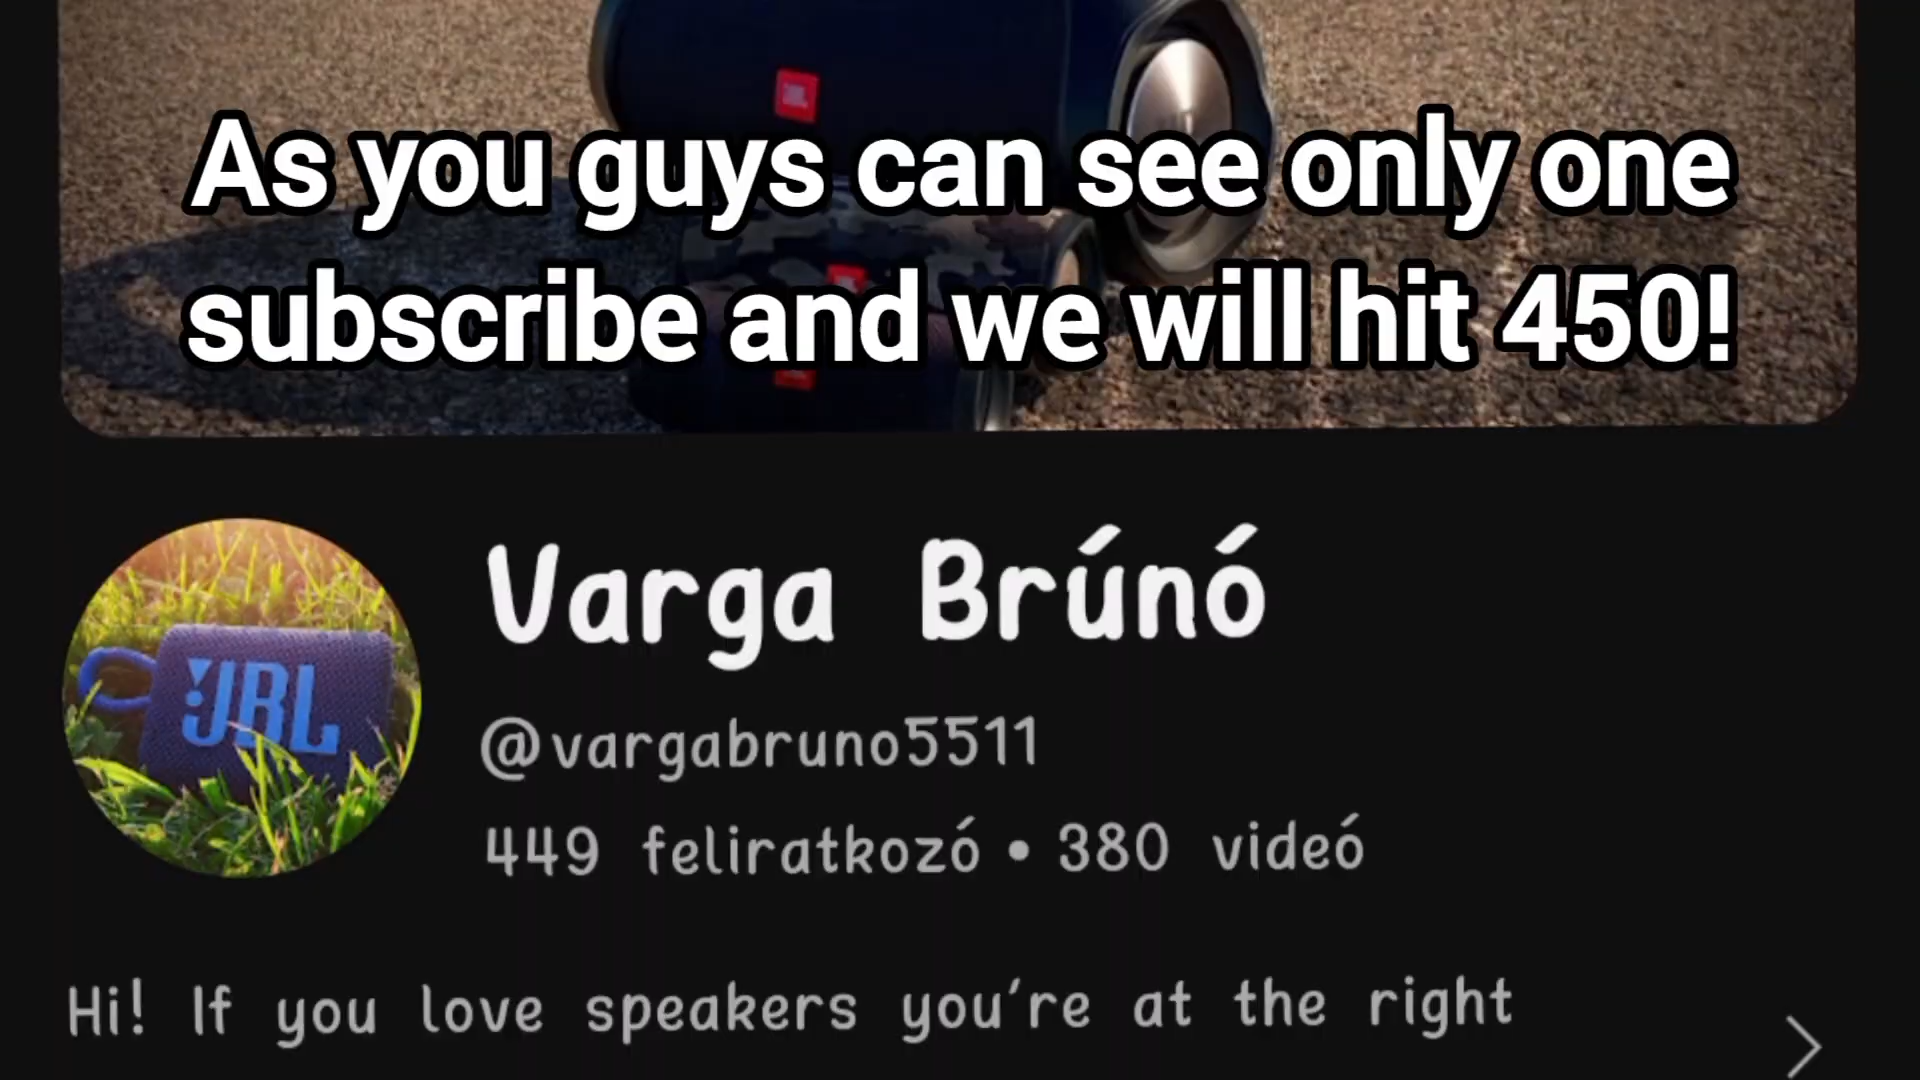 As you guys can see only one
subscribe and we will hit 450!
JBL
Varga Brúnó
@vargabruno5511
449 feliratkozó • 380 videó
Hi! If you love speakers you're at the right